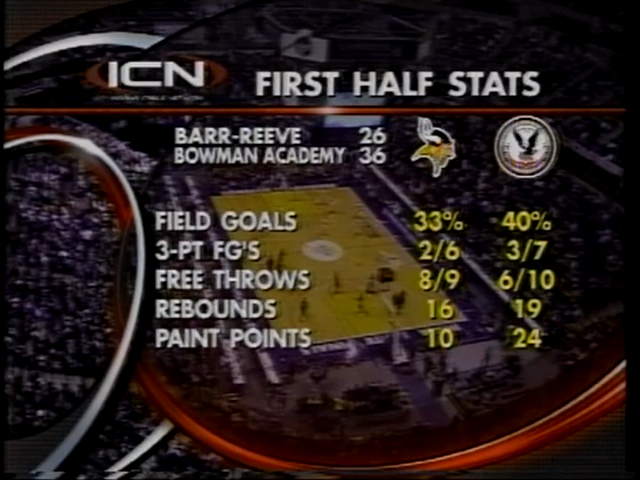 ICN
FIRST HALF STATS
BARR-REEVE 26
BOWMAN ACADEMY 36
FIELD GOALS 33% 40%
3-PT FG'S 2/6 3/7
FREE THROWS 8/9 6/10
REBOUNDS 16 19
PAINT POINTS 10 24